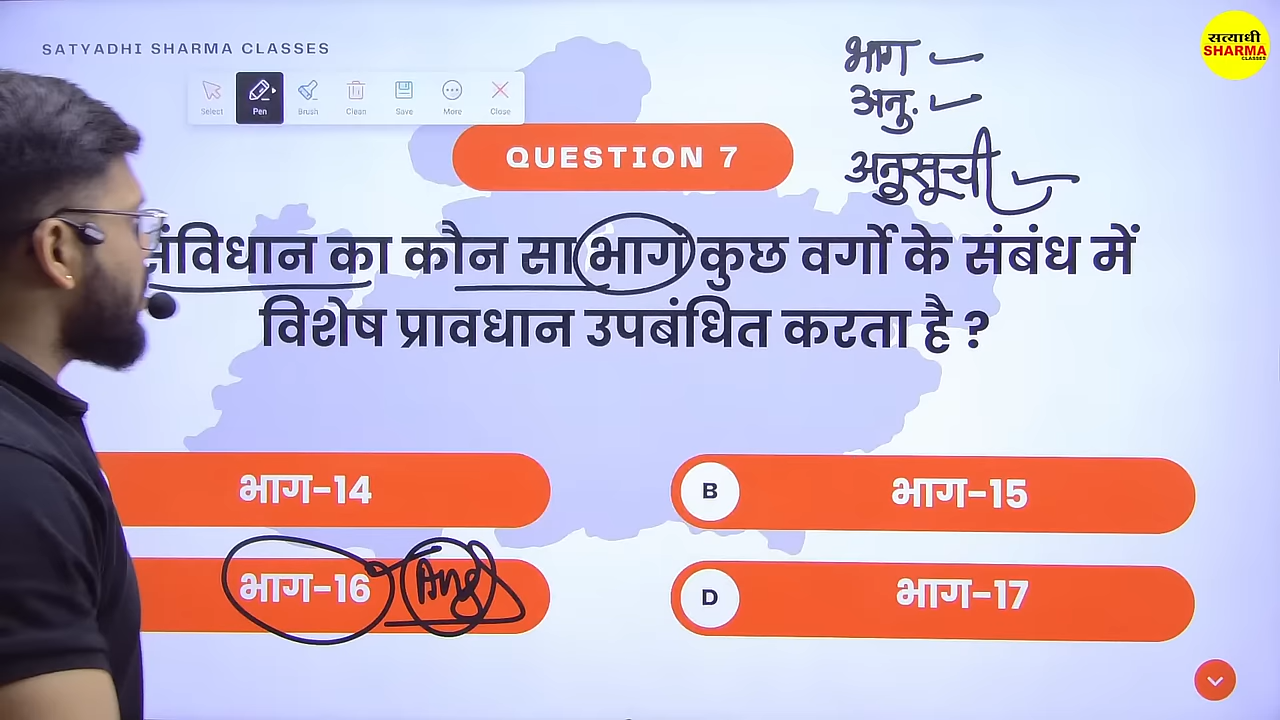 SATYADHI SHARMA CLASSES
सत्याधी
SHARMA
CLASSES
Select Pen Brush Clean Save More Close
भाग
अनु.
अनुसूची
QUESTION 7
संविधान का कौन सा भाग कुछ वर्गो के संबंध में
विशेष प्रावधान उपबंधित करता है ?
भाग-14
B भाग-15
भाग-16 Ans
D भाग-17